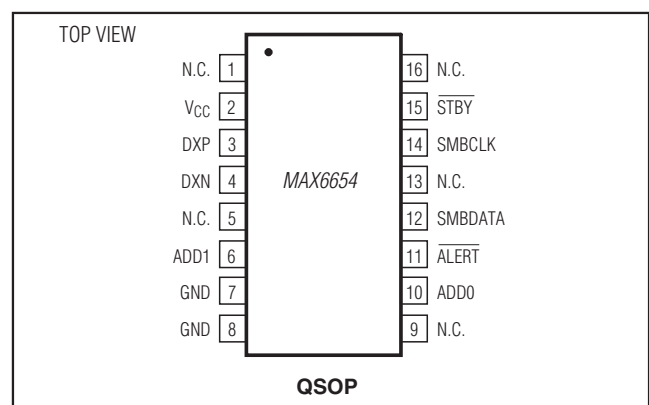 TOP VIEW
N.C. 1 16 N.C.
VCC 2 15 STBY
DXP 3 14 SMBCLK
DXN 4 MAX6654 13 N.C.
N.C. 5 12 SMBDATA
ADD1 6 11 ALERT
GND 7 10 ADD0
GND 8 9 N.C.
QSOP